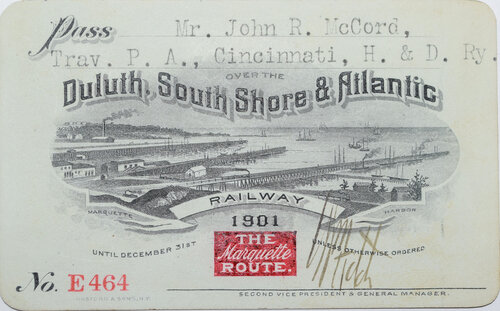 Pass Mr. John R. McCord,
Trav. P. A., Cincinnati, H. & D. Ry.
OVER THE
Duluth, South Shore & Atlantic
RAILWAY
MARQUETTE HARBOR
1901
UNTIL DECEMBER 31ST UNLESS OTHERWISE ORDERED
THE
Marquette
ROUTE.
No. E464
SECOND VICE PRESIDENT & GENERAL MANAGER.